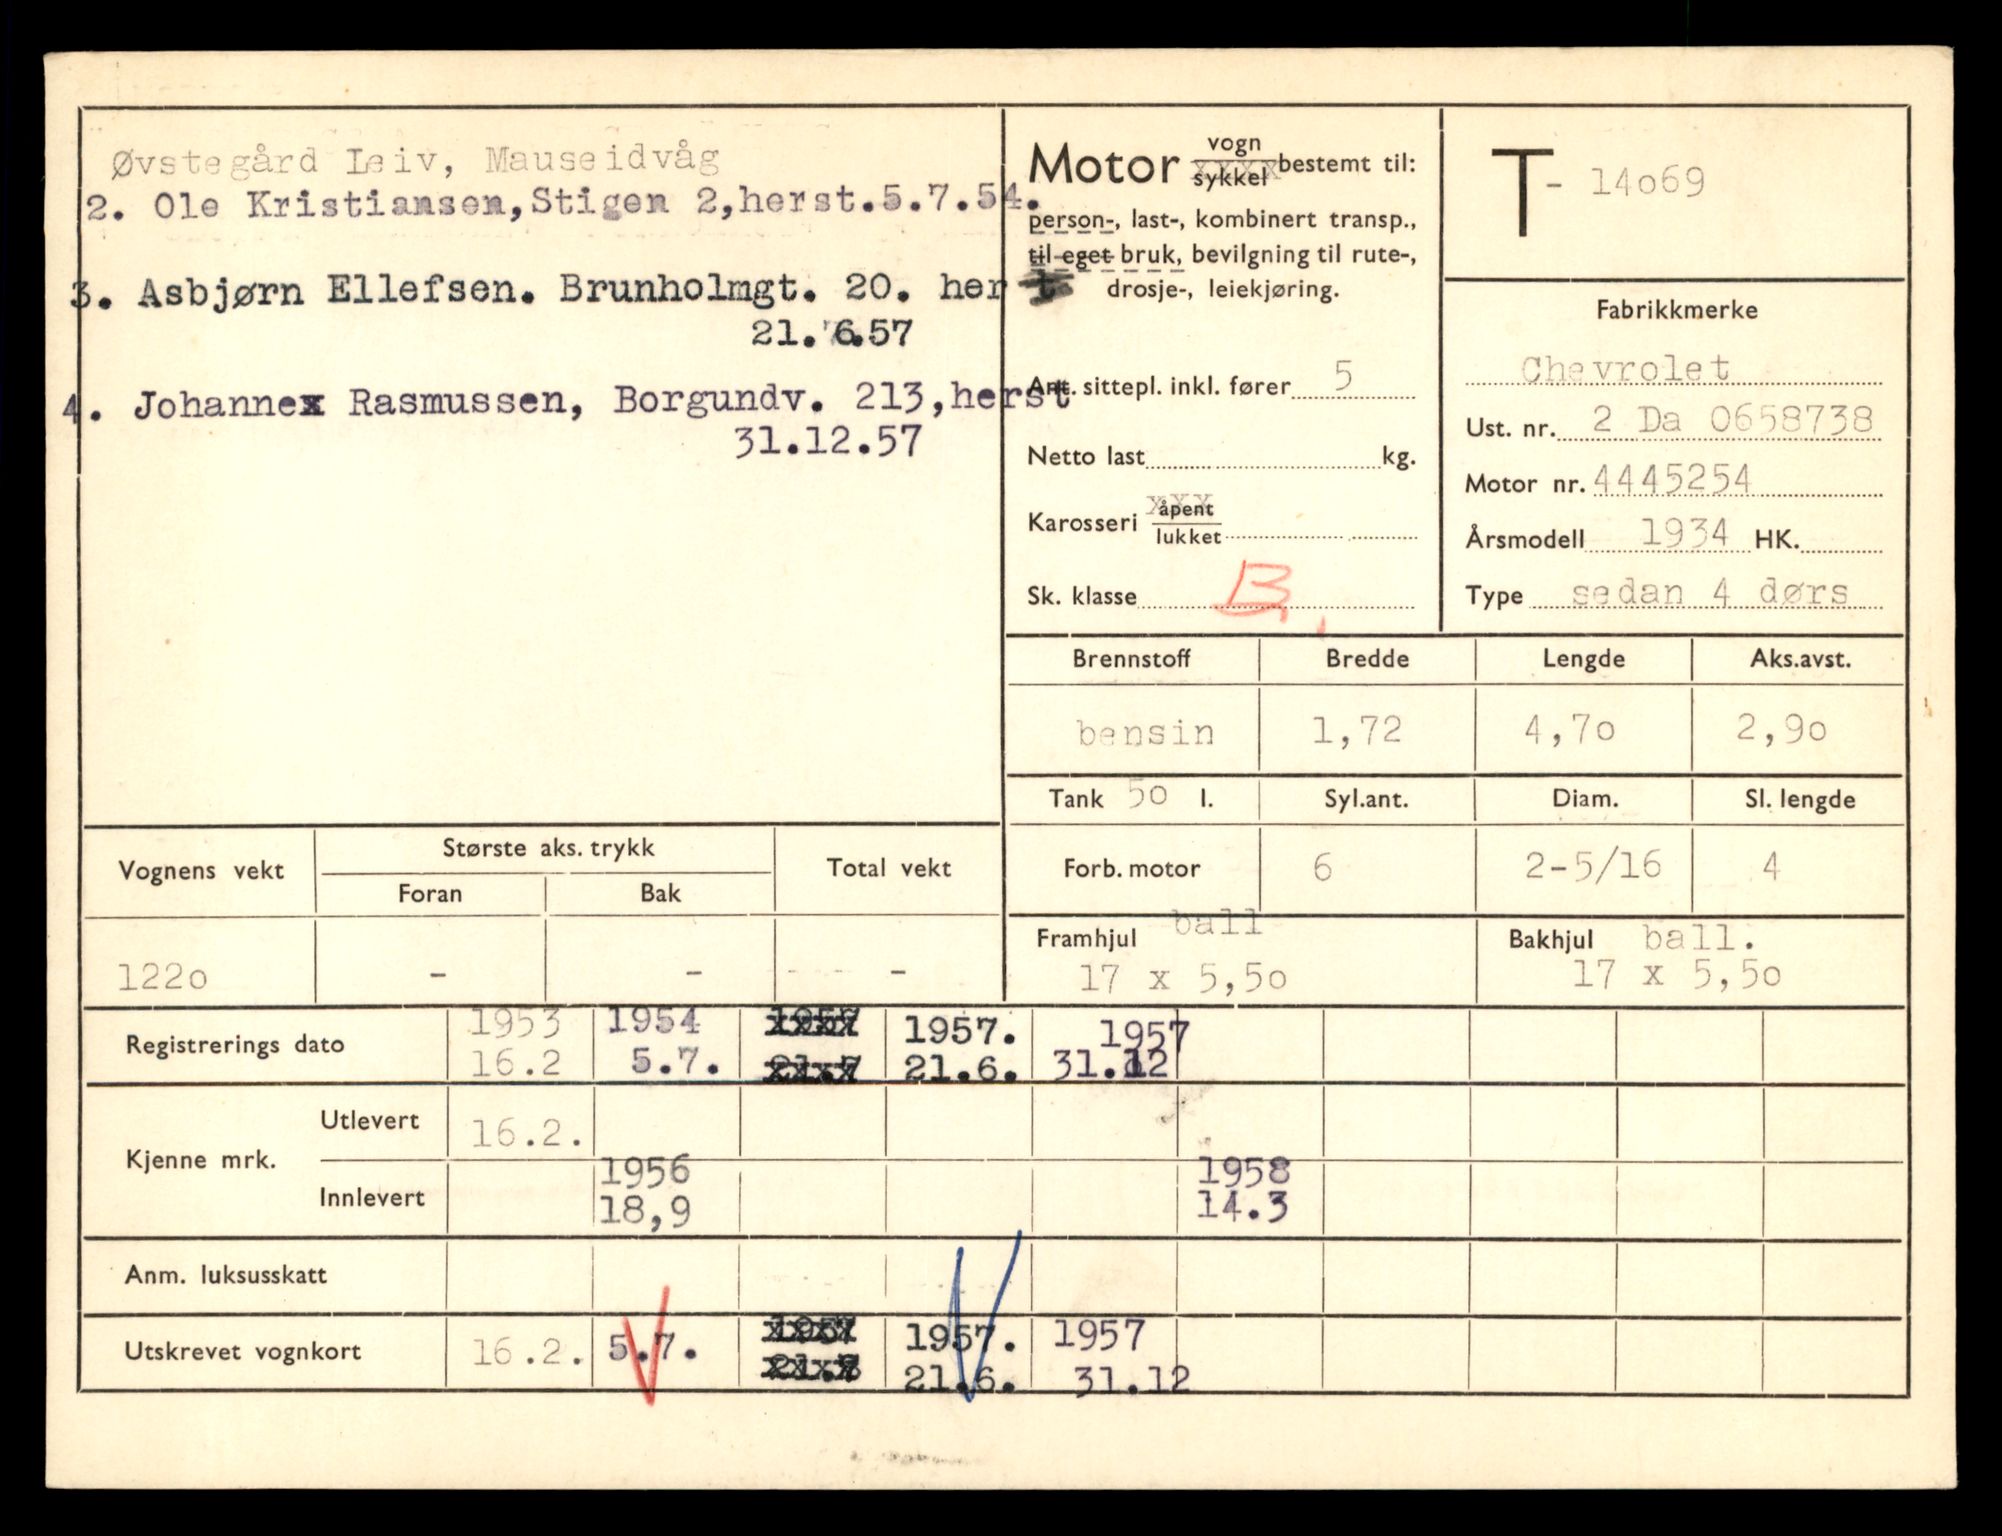 Øvstegård Leiv, Mauseidvåg
2. Ole Kristiansen,Stigen 2,herst.5.7.54.
3. Asbjørn Ellefsen. Brunholmgt. 20. her t
21. 6.57
4. Johannex Rasmussen, Borgundv. 213,herst
31.12.57
Motor vogn sykkel bestemt til:
person-, last-, kombinert transp.,
til eget bruk, bevilgning til rute-,
drosje-, leiekjøring.
Ant. sittepl. inkl. fører 5
Netto last kg.
xxx
Karosseri åpent
lukket
Sk. klasse B
T - 14069
Fabrikkmerke
Chevrolet
Ust. nr. 2 Da 0658738
Motor nr. 4445254
Årsmodell 1934 HK.
Type sedan 4 dørs
Brennstoff Bredde Lengde Aks.avst.
bensin 1,72 4,70 2,90
Tank 50 l. Syl.ant. Diam. Sl. lengde
Forb. motor 6 2-5/16 4
Framhjul ball Bakhjul ball.
17 x 5,50 17 x 5,50
Vognens vekt Største aks. trykk Total vekt
Foran Bak
1220 - - -
Registrerings dato 1953 1954 1957 1957. 1957
16.2 5.7. 21.7 21.6. 31.12
Kjenne mrk. Utlevert 16.2.
Innlevert 1956 1958
18,9 14.3
Anm. luksusskatt
Utskrevet vognkort 16.2. 5.7. 1957 1957. 1957
21.6. 31.12